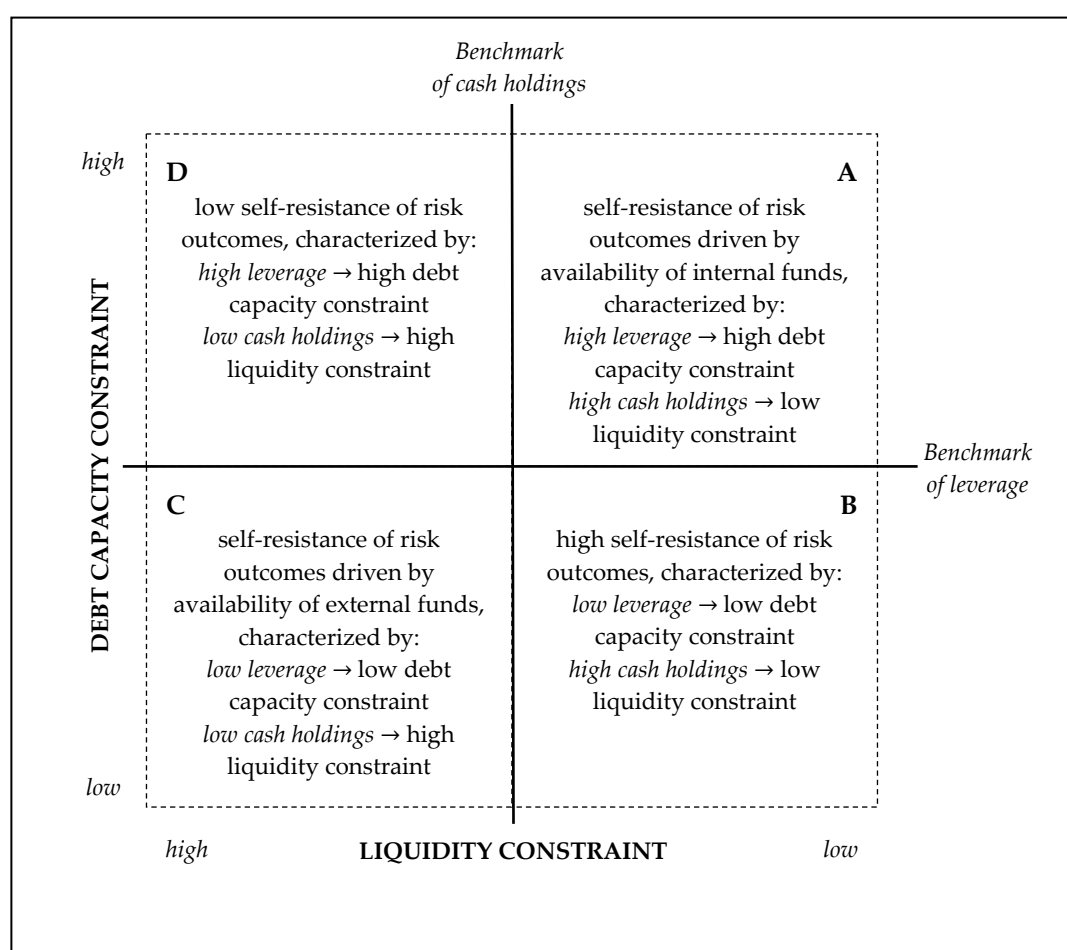 Benchmark
of cash holdings
high
D
low self-resistance of risk
outcomes, characterized by:
high leverage → high debt
capacity constraint
low cash holdings → high
liquidity constraint
A
self-resistance of risk
outcomes driven by
availability of internal funds,
characterized by:
high leverage → high debt
capacity constraint
high cash holdings → low
liquidity constraint
DEBT CAPACITY CONSTRAINT
Benchmark
of leverage
C
self-resistance of risk
outcomes driven by
availability of external funds,
characterized by:
low leverage → low debt
capacity constraint
low cash holdings → high
liquidity constraint
B
high self-resistance of risk
outcomes, characterized by:
low leverage → low debt
capacity constraint
high cash holdings → low
liquidity constraint
low
high
LIQUIDITY CONSTRAINT
low